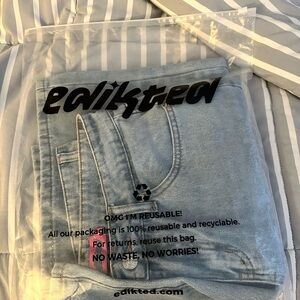 edikted
OMG I'M REUSABLE!
All our packaging is 100% reusable and recyclable.
For returns, reuse this bag.
NO WASTE, NO WORRIES!
edikted.com